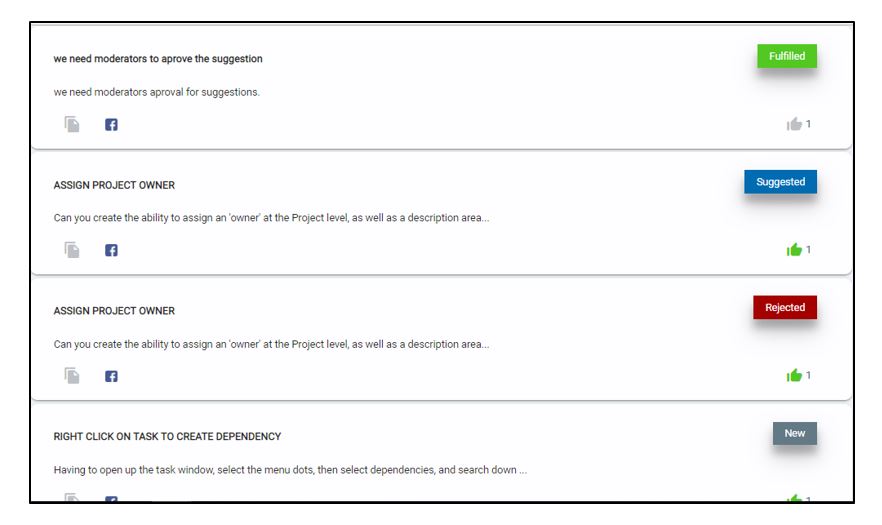 we need moderators to aprove the suggestion
Fulfilled
we need moderators aproval for suggestions.
1
ASSIGN PROJECT OWNER
Suggested
Can you create the ability to assign an 'owner' at the Project level, as well as a description area...
1
ASSIGN PROJECT OWNER
Rejected
Can you create the ability to assign an 'owner' at the Project level, as well as a description area...
1
RIGHT CLICK ON TASK TO CREATE DEPENDENCY
New
Having to open up the task window, select the menu dots, then select dependencies, and search down ...
1